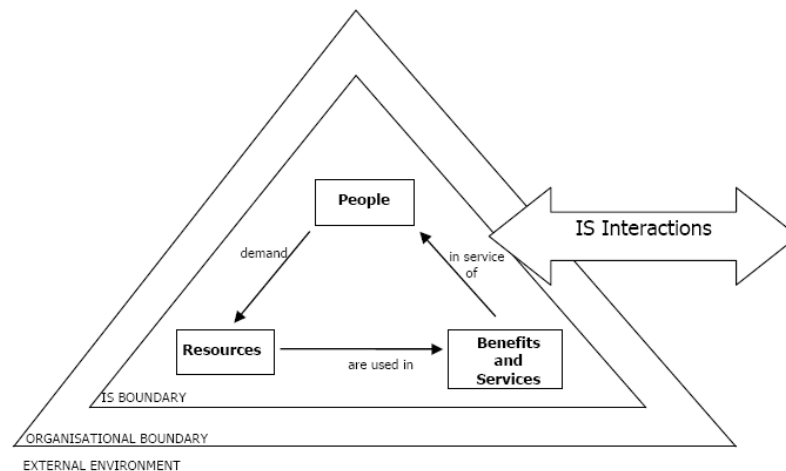 People
IS Interactions
demand
in service
of
Resources
Benefits
and
Services
are used in
IS BOUNDARY
ORGANISATIONAL BOUNDARY
EXTERNAL ENVIRONMENT